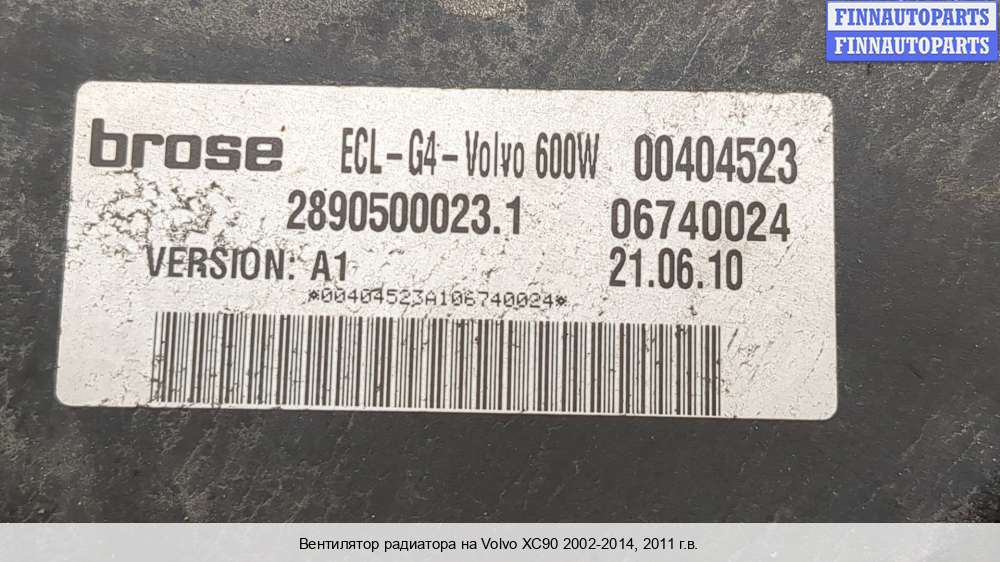 FINNAUTOPARTS
FINNAUTOPARTS
brose ECL-G4-Volvo 600W 00404523
2890500023.1 06740024
VERSION: A1 21.06.10
*00404523A106740024*
Вентилятор радиатора на Volvo XC90 2002-2014, 2011 г.в.